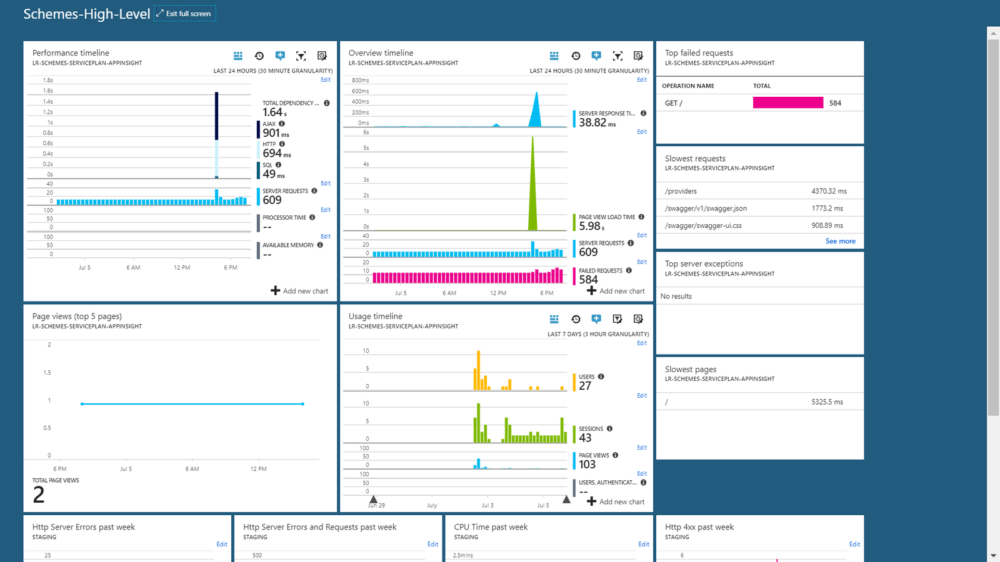 Schemes-High-Level
Exit full screen
Performance timeline
LR-SCHEMES-SERVICEPLAN-APPINSIGHT
LAST 24 HOURS (30 MINUTE GRANULARITY)
Edit
1.8s
1.6s
1.4s
1.2s
1s
0.8s
0.6s
0.4s
0.2s
0s
TOTAL DEPENDENCY ...
1.64 s
AJAX
901 ms
HTTP
694 ms
SQL
49 ms
Edit
40
20
0
SERVER REQUESTS
609
Edit
100
50
0
PROCESSOR TIME
--
Edit
100
50
0
AVAILABLE MEMORY
--
Jul 5
6 AM
12 PM
6 PM
Add new chart
Overview timeline
LR-SCHEMES-SERVICEPLAN-APPINSIGHT
LAST 24 HOURS (30 MINUTE GRANULARITY)
Edit
800ms
600ms
400ms
200ms
0ms
SERVER RESPONSE TI...
38.82 ms
Edit
6s
5s
4s
3s
2s
1s
0s
PAGE VIEW LOAD TIME
5.98 s
Edit
40
20
0
SERVER REQUESTS
609
Edit
20
10
0
FAILED REQUESTS
584
Jul 5
6 AM
12 PM
6 PM
Add new chart
Top failed requests
LR-SCHEMES-SERVICEPLAN-APPINSIGHT
OPERATION NAME TOTAL
GET / 584
Slowest requests
LR-SCHEMES-SERVICEPLAN-APPINSIGHT
/providers 4370.32 ms
/swagger/v1/swagger.json 1773.2 ms
/swagger/swagger-ui.css 908.89 ms
See more
Top server exceptions
LR-SCHEMES-SERVICEPLAN-APPINSIGHT
No results
Slowest pages
LR-SCHEMES-SERVICEPLAN-APPINSIGHT
/ 5325.5 ms
Page views (top 5 pages)
LR-SCHEMES-SERVICEPLAN-APPINSIGHT
2
1.5
1
0.5
0
6 PM
Jul 5
6 AM
12 PM
TOTAL PAGE VIEWS
2
Usage timeline
LR-SCHEMES-SERVICEPLAN-APPINSIGHT
LAST 7 DAYS (3 HOUR GRANULARITY)
Edit
10
5
0
USERS
27
Edit
10
5
0
SESSIONS
43
Edit
100
50
0
PAGE VIEWS
103
Edit
100
50
0
USERS, AUTHENTICAT...
--
Jun 29
July
Jul 3
Jul 5
Add new chart
Http Server Errors past week
STAGING
Edit
25
Http Server Errors and Requests past week
STAGING
Edit
500
CPU Time past week
STAGING
Edit
2.5mins
Http 4xx past week
STAGING
Edit
6